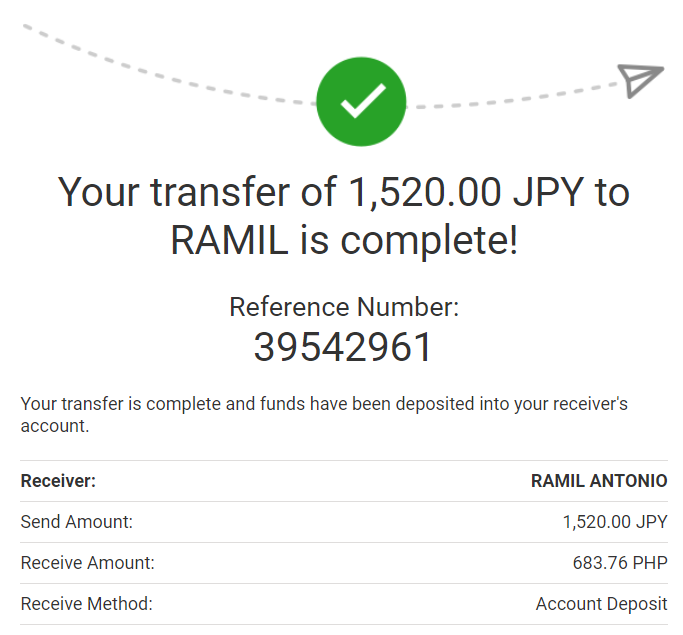 Your transfer of 1,520.00 JPY to
RAMIL is complete!
Reference Number:
39542961
Your transfer is complete and funds have been deposited into your receiver's
account.
Receiver: RAMIL ANTONIO
Send Amount: 1,520.00 JPY
Receive Amount: 683.76 PHP
Receive Method: Account Deposit